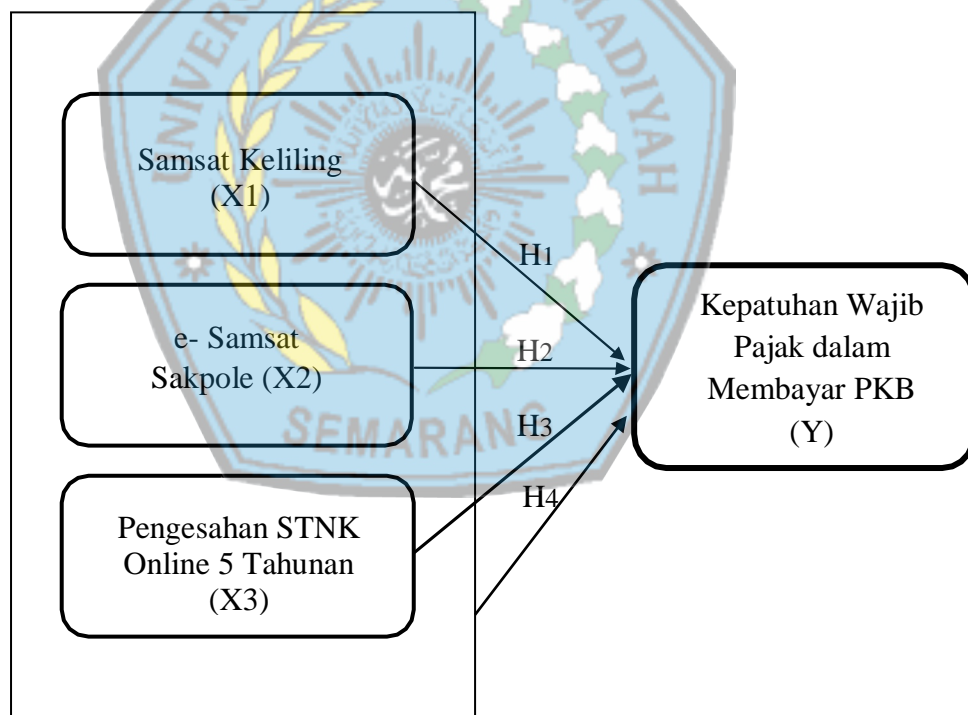 Samsat Keliling
(X1)
e- Samsat
Sakpole (X2)
Pengesahan STNK
Online 5 Tahunan
(X3)
H1
H2
H3
H4
Kepatuhan Wajib
Pajak dalam
Membayar PKB
(Y)
SEMARANG